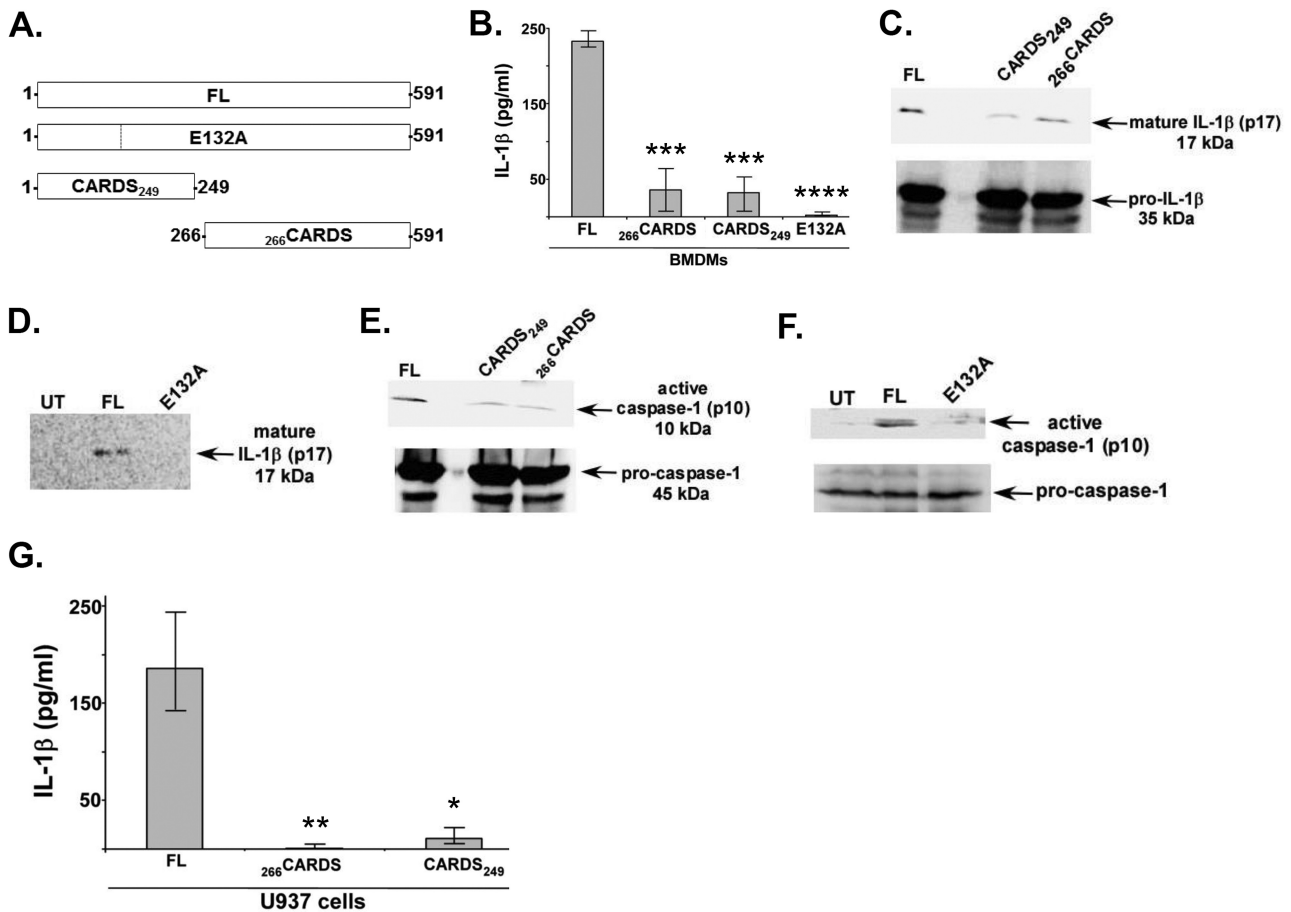 A.
1 FL 591
1 E132A 591
1 CARDS249 249
266 266CARDS 591
B.
IL-1β (pg/ml)
250
150
50
*** *** ****
FL 266CARDS CARDS249 E132A
BMDMs
C.
FL CARDS249 266CARDS
mature IL-1β (p17)
17 kDa
pro-IL-1β
35 kDa
D.
UT FL E132A
mature
IL-1β (p17)
17 kDa
E.
FL CARDS249 266CARDS
active
caspase-1 (p10)
10 kDa
pro-caspase-1
45 kDa
F.
UT FL E132A
active
caspase-1 (p10)
pro-caspase-1
G.
IL-1β (pg/ml)
250
150
50
** *
FL 266CARDS CARDS249
U937 cells